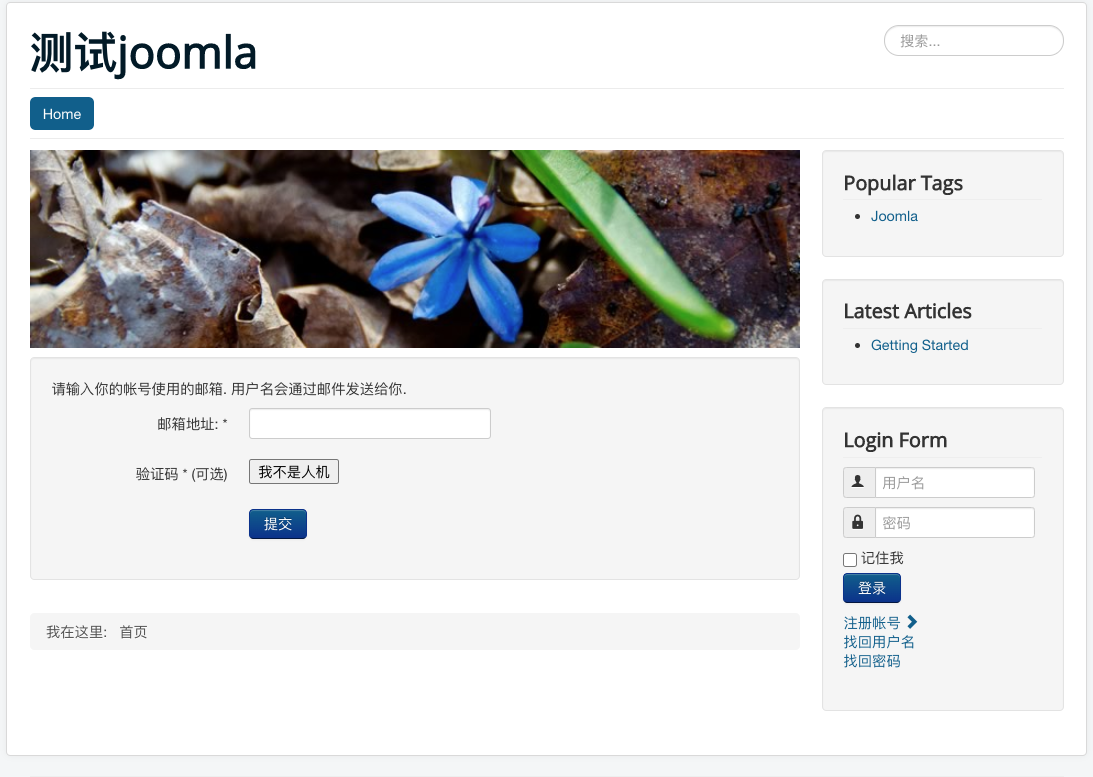 测试joomla
搜索...
Home
请输入你的帐号使用的邮箱. 用户名会通过邮件发送给你.
邮箱地址: *
验证码 * (可选)
我不是人机
提交
我在这里: 首页
Popular Tags
Joomla
Latest Articles
Getting Started
Login Form
用户名
密码
记住我
登录
注册帐号
找回用户名
找回密码